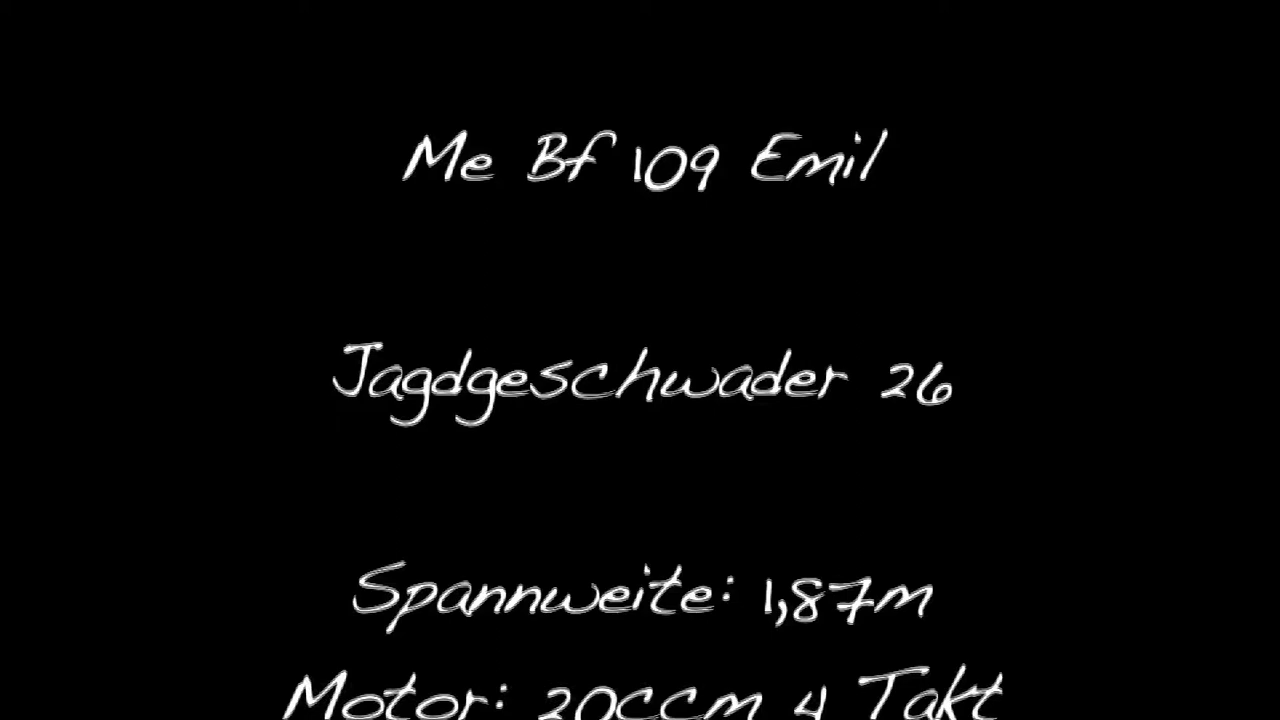 Me Bf 109 Emil
Jagdgeschwader 26
Spannweite: 1,87m
Motor: 20ccm 4 Takt